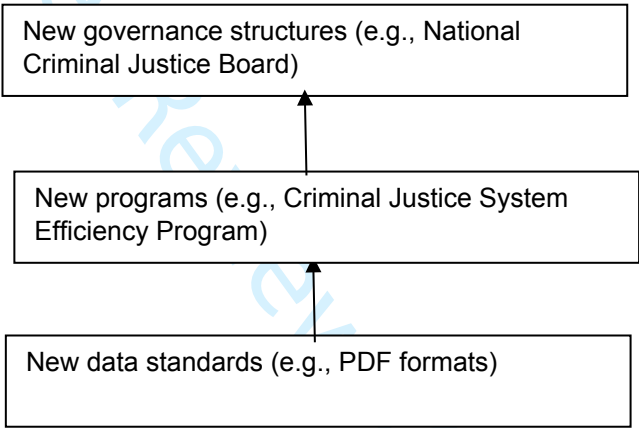 New governance structures (e.g., National
Criminal Justice Board)
New programs (e.g., Criminal Justice System
Efficiency Program)
New data standards (e.g., PDF formats)
Review